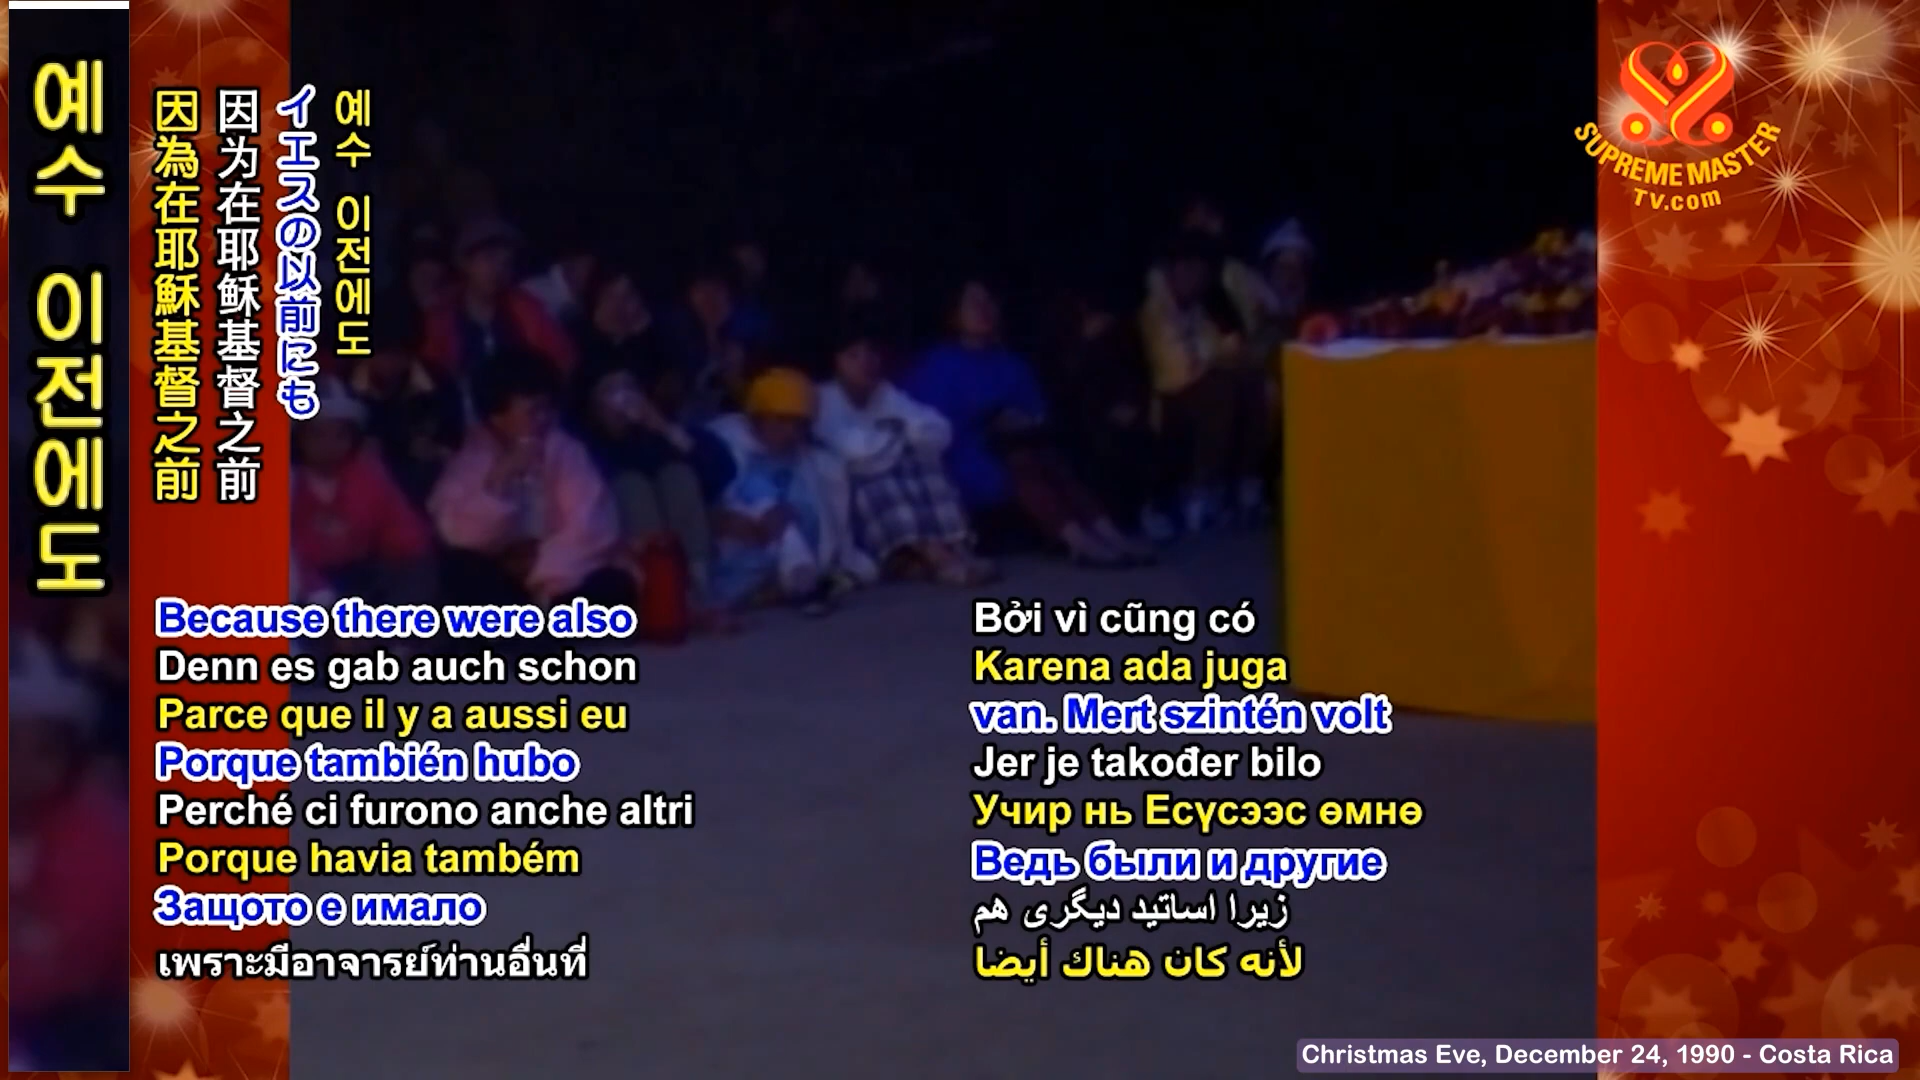 예수 이전에도
因為在耶穌基督之前
因为在耶稣基督之前
イエスの以前にも
예수 이전에도
SUPREME MASTER
TV.com
Because there were also
Denn es gab auch schon
Parce que il y a aussi eu
Porque también hubo
Perché ci furono anche altri
Porque havia também
Защото е имало
เพราะมีอาจารย์ท่านอื่นที่
Bởi vì cũng có
Karena ada juga
van. Mert szintén volt
Jer je također bilo
Учир нь Есүсээс өмнө
Ведь были и другие
زیرا اساتید دیگری هم
لأنه كان هناك أيضا
Christmas Eve, December 24, 1990 - Costa Rica